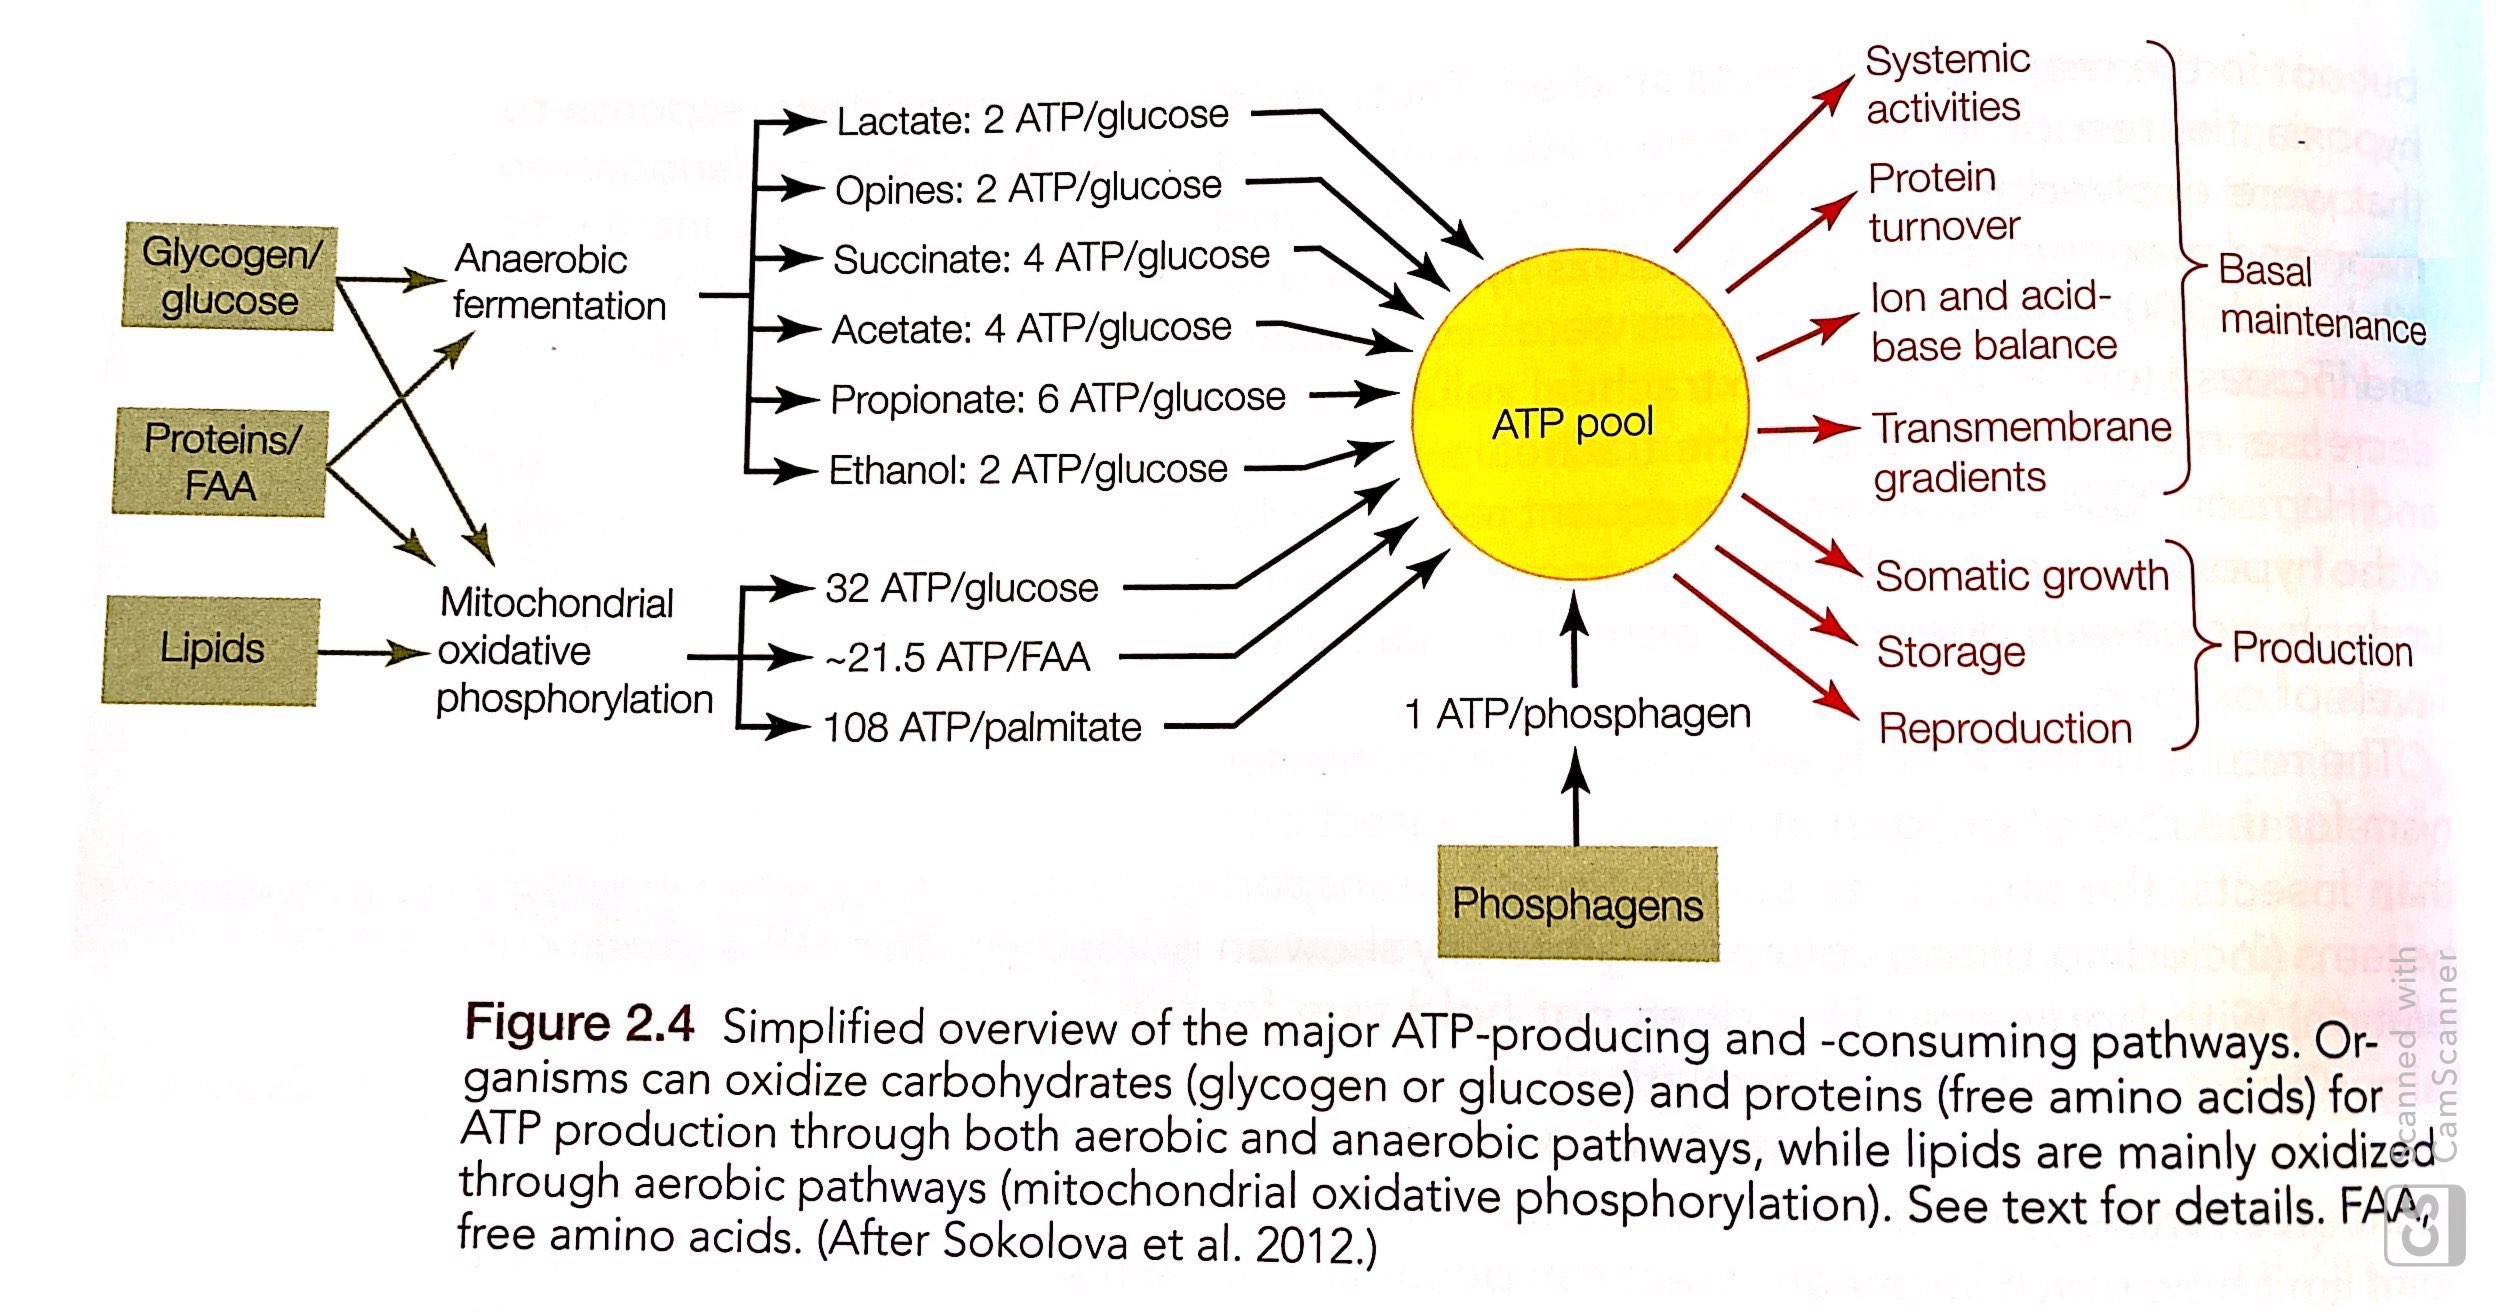 Glycogen/
glucose
Proteins/
FAA
Lipids
Anaerobic
fermentation
Mitochondrial
oxidative
phosphorylation
Lactate: 2 ATP/glucose
Opines: 2 ATP/glucose
Succinate: 4 ATP/glucose
Acetate: 4 ATP/glucose
Propionate: 6 ATP/glucose
Ethanol: 2 ATP/glucose
32 ATP/glucose
~21.5 ATP/FAA
108 ATP/palmitate
ATP pool
1 ATP/phosphagen
Phosphagens
Systemic
activities
Protein
turnover
Ion and acid-
base balance
Transmembrane
gradients
Basal
maintenance
Somatic growth
Storage
Reproduction
Production
Figure 2.4 Simplified overview of the major ATP-producing and -consuming pathways. Or-
ganisms can oxidize carbohydrates (glycogen or glucose) and proteins (free amino acids) for
ATP production through both aerobic and anaerobic pathways, while lipids are mainly oxidized
through aerobic pathways (mitochondrial oxidative phosphorylation). See text for details. FAA,
free amino acids. (After Sokolova et al. 2012.)
CS
Scanned with
CamScanner